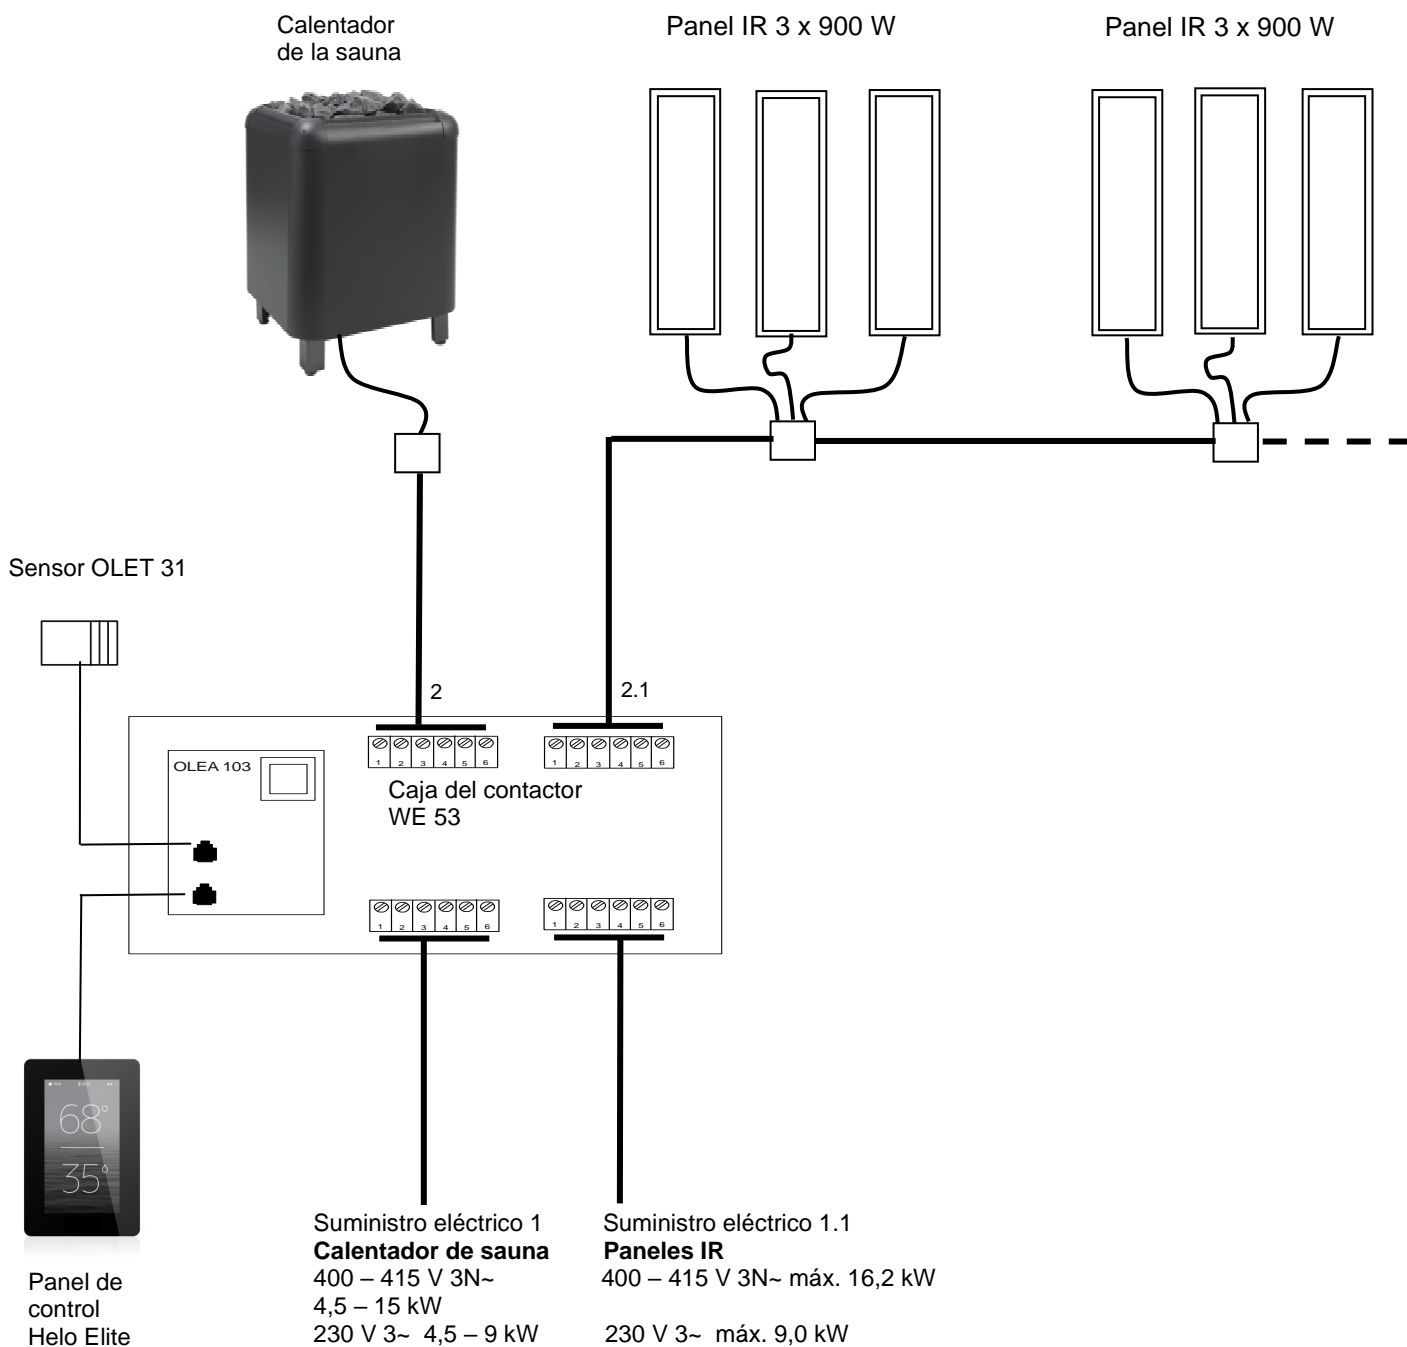 Calentador
de la sauna
Panel IR 3 x 900 W
Panel IR 3 x 900 W
Sensor OLET 31
2
2.1
OLEA 103
1 2 3 4 5 6
1 2 3 4 5 6
Caja del contactor
WE 53
1 2 3 4 5 6
1 2 3 4 5 6
68°
35°
Panel de
control
Helo Elite
Suministro eléctrico 1
Calentador de sauna
400 – 415 V 3N~
4,5 – 15 kW
230 V 3~ 4,5 – 9 kW
Suministro eléctrico 1.1
Paneles IR
400 – 415 V 3N~ máx. 16,2 kW
230 V 3~ máx. 9,0 kW